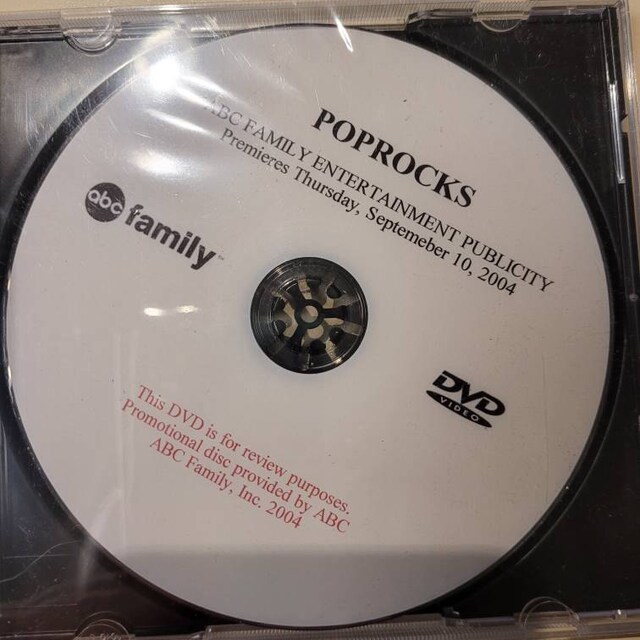 POPROCKS
ABC FAMILY ENTERTAINMENT PUBLICITY
Premieres Thursday, Septemeber 10, 2004
abc family™
DVD
VIDEO
This DVD is for review purposes.
Promotional disc provided by ABC
ABC Family, Inc. 2004